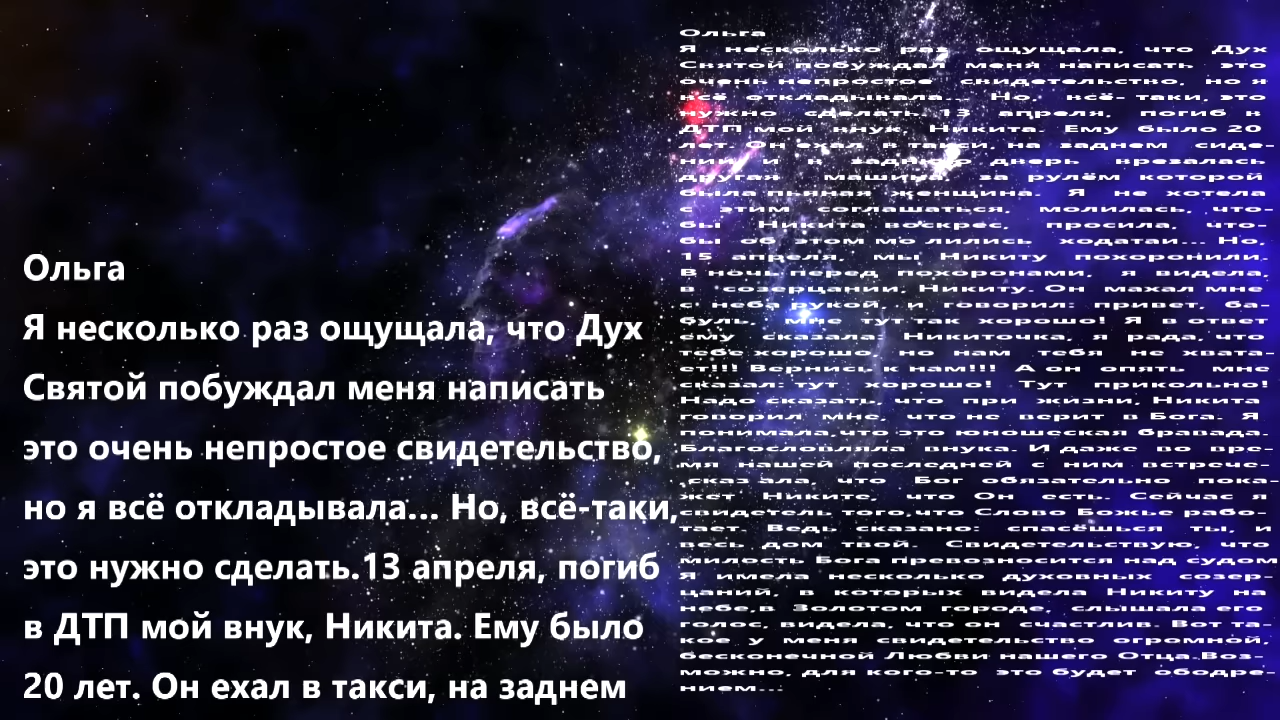 Ольга
Я несколько раз ощущала, что Дух
Святой побуждал меня написать
это очень непростое свидетельство,
но я всё откладывала... Но, всё-таки,
это нужно сделать.13 апреля, погиб
в ДТП мой внук, Никита. Ему было
20 лет. Он ехал в такси, на заднем
Ольга
Я несколько раз ощущала, что Дух
Святой побуждал меня написать это
очень непростое свидетельство, но я
всё откладывала... Но, всё- таки, это
нужно сделать. 13 апреля, погиб в
ДТП мой внук, Никита. Ему было 20
лет. Он ехал в такси, на заднем сиде-
нии и в заднюю дверь врезалась
другая машина, за рулём которой
была пьяная женщина. Я не хотела
с этим соглашаться, молилась, что-
бы Никита воскрес, просила, что-
бы об этом мо лились ходатаи... Но,
15 апреля, мы Никиту похоронили.
В ночь перед похоронами, я видела,
в созерцании, Никиту. Он махал мне
с неба рукой, и говорил: привет, ба-
буль, мне тут так хорошо! Я в ответ
ему сказала: Никиточка, я рада, что
тебе хорошо, но нам тебя не хвата-
ет!!! Вернись к нам!!! А он опять мне
сказал: тут хорошо! Тут прикольно!
Надо сказать, что при жизни, Никита
говорил мне, что не верит в Бога. Я
понимала,что это юношеская бравада.
Благословляла внука. И даже во вре-
мя нашей последней с ним встрече-
,сказ ала, что Бог обязательно пока-
жет Никите, что Он есть. Сейчас я
свидетель того,что Слово Божье рабо-
тает. Ведь сказано: спасёшься ты, и
весь дом твой. Свидетельствую, что
милость Бога превозносится над судом
Я имела несколько духовных созер-
цаний, в которых видела Никиту на
небе,в Золотом городе, слышала его
голос, видела, что он счастлив. Вот та-
кое у меня свидетельство огромной,
бесконечной Любви нашего Отца.Воз-
можно, для кого-то это будет ободре-
нием...